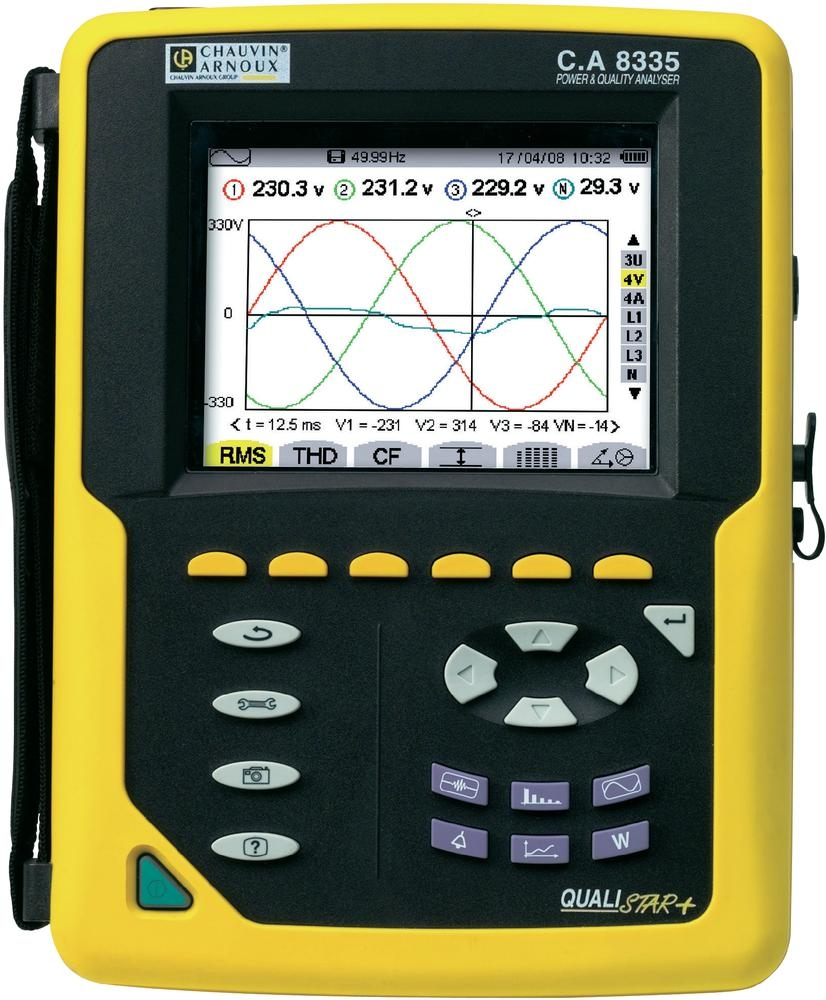 CHAUVIN®
ARNOUX
CHAUVIN ARNOUX GROUP
C.A 8335
POWER & QUALITY ANALYSER
49.99Hz 17/04/08 10:32
1 230.3 v 2 231.2 v 3 229.2 v N 29.3 v
<>
330V
3U
4V
4A
0
L1
L2
L3
N
-330
< t = 12.5 ms V1 = -231 V2 = 314 V3 = -84 VN = -14 >
RMS THD CF
?
W
QUALISTAR+